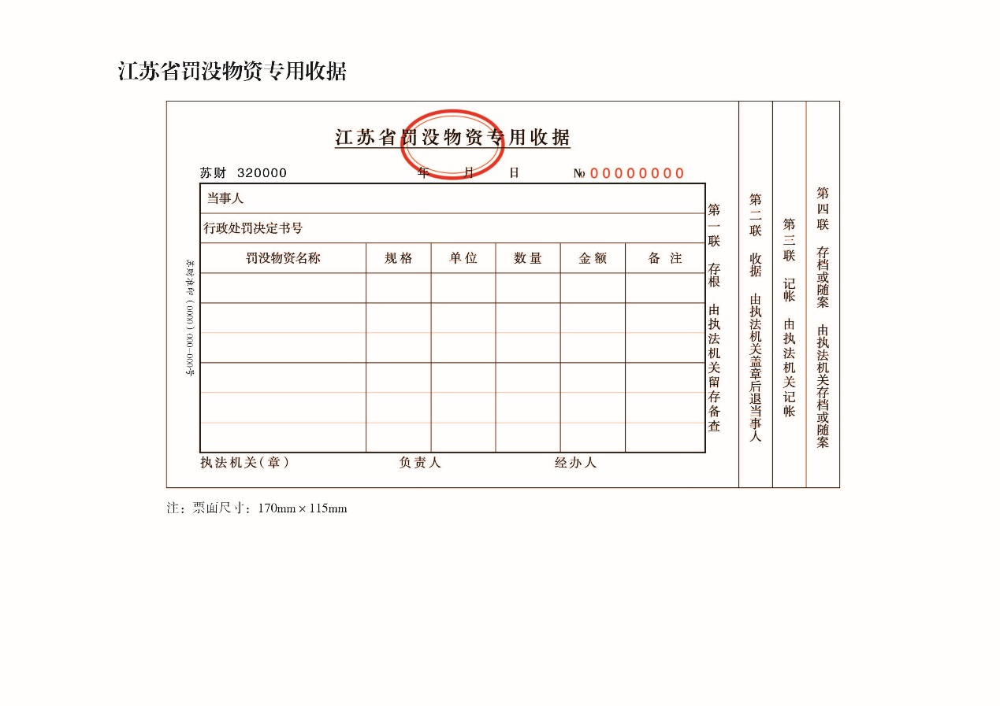 江苏省罚没物资专用收据
江苏省罚没物资专用收据
苏财 320000 年 月 日 № 00000000
当事人
行政处罚决定书号
罚没物资名称 规格 单位 数量 金额 备注
执法机关(章) 负责人 经办人
苏财准印（0000）000—000号
第一联 存根 由执法机关留存备查
第二联 收据 由执法机关盖章后退当事人
第三联 记帐 由执法机关记帐
第四联 存档或随案 由执法机关存档或随案
注：票面尺寸：170mm×115mm